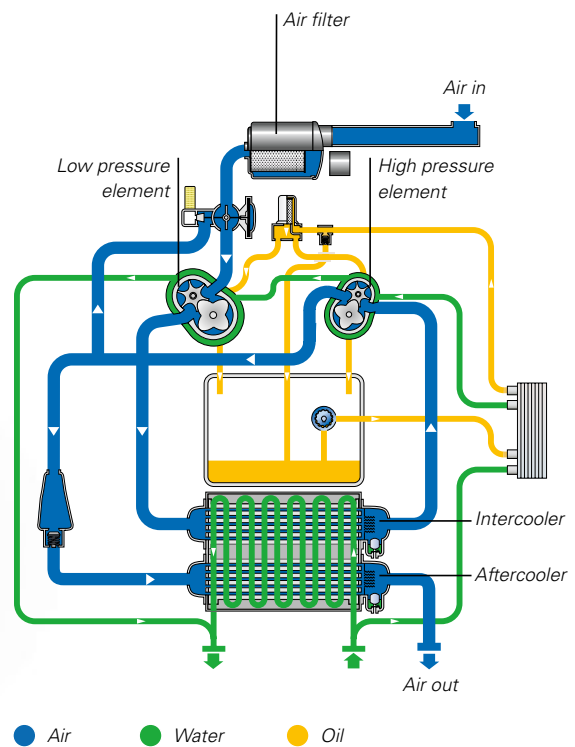 Air filter
Air in
Low pressure
element
High pressure
element
Intercooler
Aftercooler
Air out
Air
Water
Oil